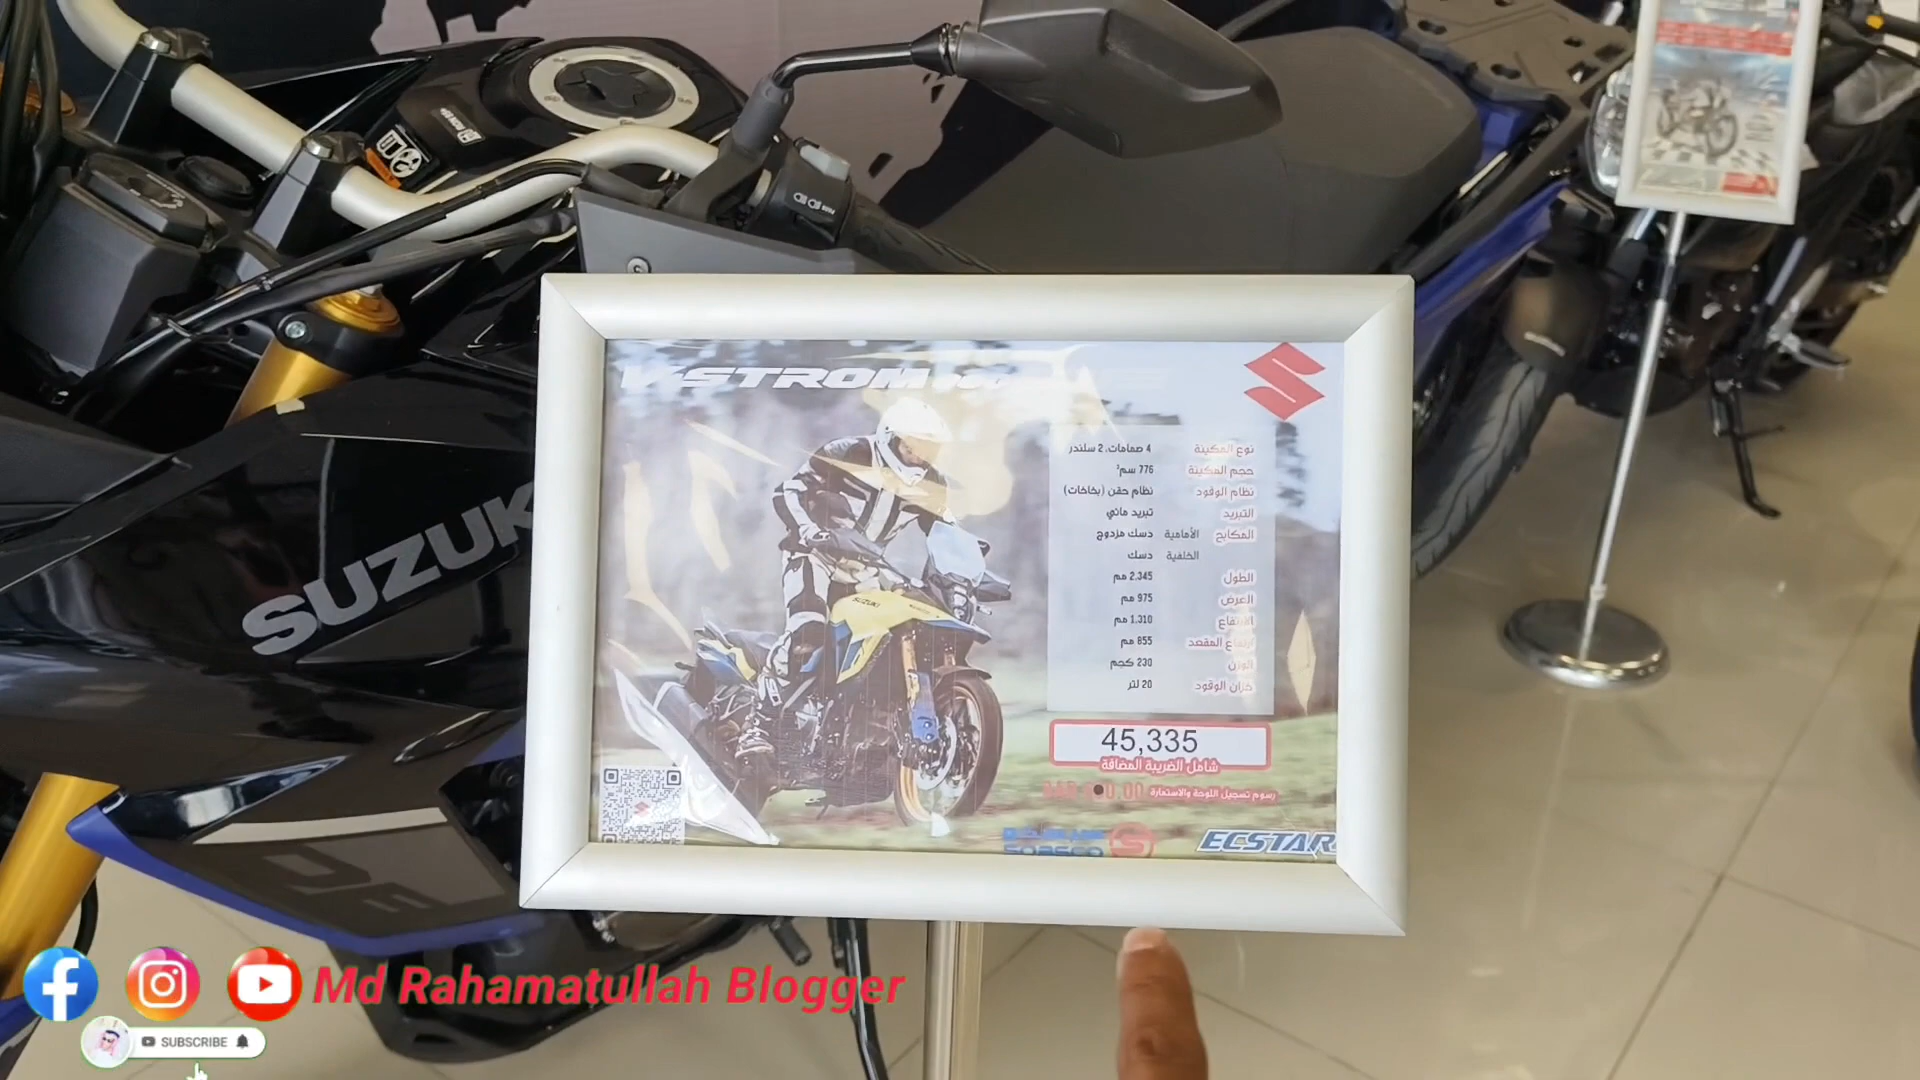 V-STROM
نوع المكينة 4 صمامات، 2 سلندر
حجم المكينة 776 سم³
نظام الوقود نظام حقن (بخاخات)
التبريد تبريد مائي
المكابح الأمامية دسك مزدوج
الخلفية دسك
الطول 2,345 مم
العرض 975 مم
الارتفاع 1,310 مم
ارتفاع المقعد 855 مم
الوزن 230 كجم
خزان الوقود 20 لتر
45,335
شامل الضريبة المضافة
رسوم تسجيل اللوحة والاستمارة
ECSTAR
SUZUKI
SUZUKI
DE
Md Rahamatullah Blogger
SUBSCRIBE